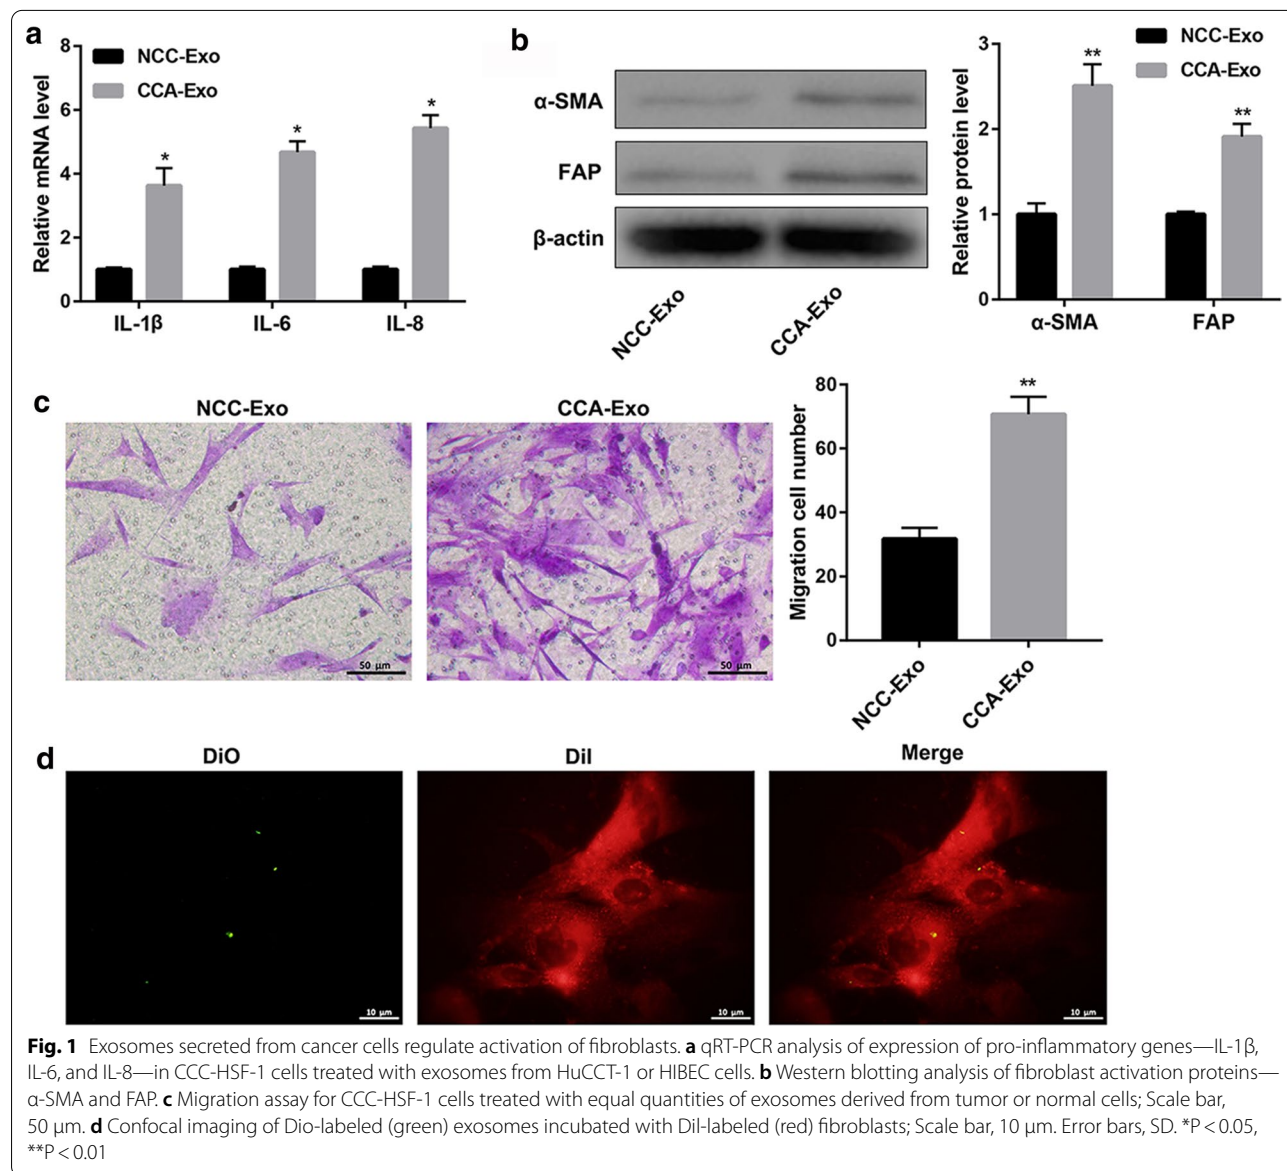 a
NCC-Exo
CCA-Exo
Relative mRNA level
8
6
4
2
0
*
*
*
IL-1β
IL-6
IL-8
b
α-SMA
FAP
β-actin
NCC-Exo
CCA-Exo
NCC-Exo
CCA-Exo
Relative protein level
3
2
1
0
**
**
α-SMA
FAP
c
NCC-Exo
CCA-Exo
50 μm
50 μm
Migration cell number
80
60
40
20
0
**
NCC-Exo
CCA-Exo
d
DiO
DiI
Merge
10 μm
10 μm
10 μm
Fig. 1 Exosomes secreted from cancer cells regulate activation of fibroblasts. a qRT-PCR analysis of expression of pro-inflammatory genes—IL-1β,
IL-6, and IL-8—in CCC-HSF-1 cells treated with exosomes from HuCCT-1 or HIBEC cells. b Western blotting analysis of fibroblast activation proteins—
α-SMA and FAP. c Migration assay for CCC-HSF-1 cells treated with equal quantities of exosomes derived from tumor or normal cells; Scale bar,
50 μm. d Confocal imaging of Dio-labeled (green) exosomes incubated with DiI-labeled (red) fibroblasts; Scale bar, 10 μm. Error bars, SD. *P < 0.05,
**P < 0.01